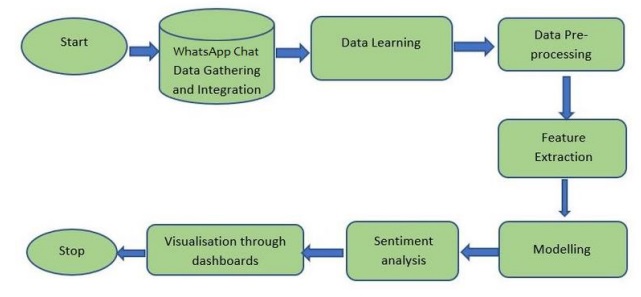 Start
WhatsApp Chat
Data Gathering
and Integration
Data Learning
Data Pre-
processing
Feature
Extraction
Modelling
Sentiment
analysis
Visualisation through
dashboards
Stop